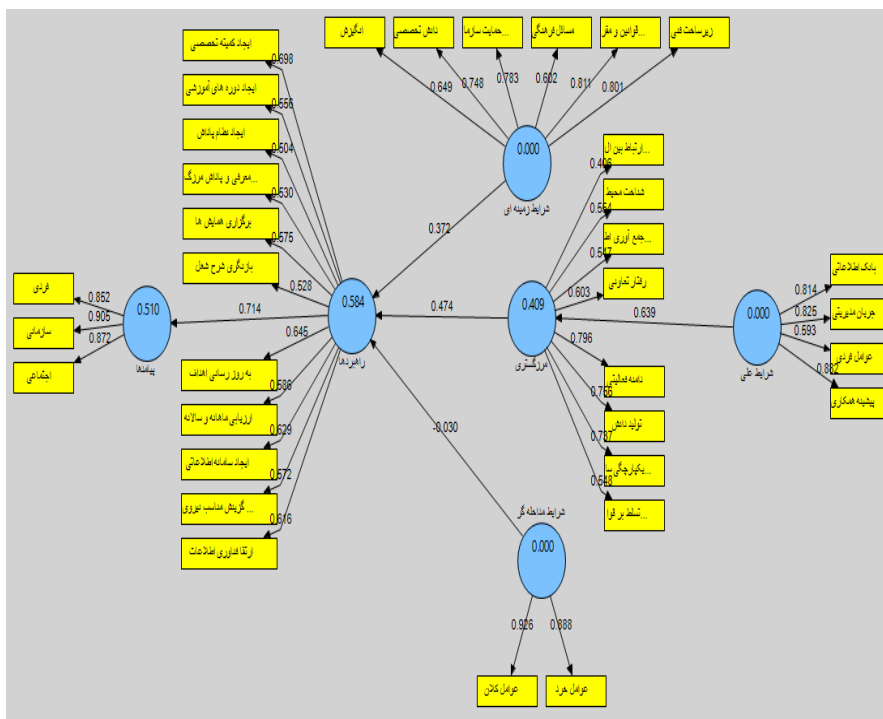 انگیزش
0.649
دانش تخصصی
0.748
حمایت سازما...
0.783
مسائل فرهنگی
0.602
قوانین و مقر...
0.811
زیرساخت فنی
0.801
0.000
شرایط زمینه ای
0.372
ایجاد کمیته تخصصی
0.698
ایجاد دوره های آموزشی
0.556
ایجاد نظام پاداش
0.504
معرفی و پاداش مرزگ...
0.530
برگزاری همایش ها
0.575
بازنگری شرح شغل
0.528
0.584
راهبردها
0.645
به روز رسانی اهداف
0.586
ارزیابی ماهانه و سالانه
0.629
ایجاد سامانه اطلاعاتی
0.572
گزینش مناسب نیروی ...
0.616
ارتقا فناوری اطلاعات
ارتباط بین ال...
0.406
شناخت محیط
0.554
جمع آوری اط...
0.547
رفتار تعاونی
0.603
0.409
مرزگستری
0.474
0.796
دامنه فعالیتی
0.756
تولید دانش
0.737
یکپارچگی سا...
0.548
تسلط بر قوا...
0.639
0.000
شرایط علی
بانک اطلاعاتی
0.814
جریان مدیریتی
0.825
عوامل فردی
0.593
پیشینه همکاری
0.882
0.714
0.510
پیامدها
فردی
0.852
سازمانی
0.905
اجتماعی
0.872
-0.030
شرایط مداخله گر
0.000
0.926
0.888
عوامل کلان
عوامل خرد